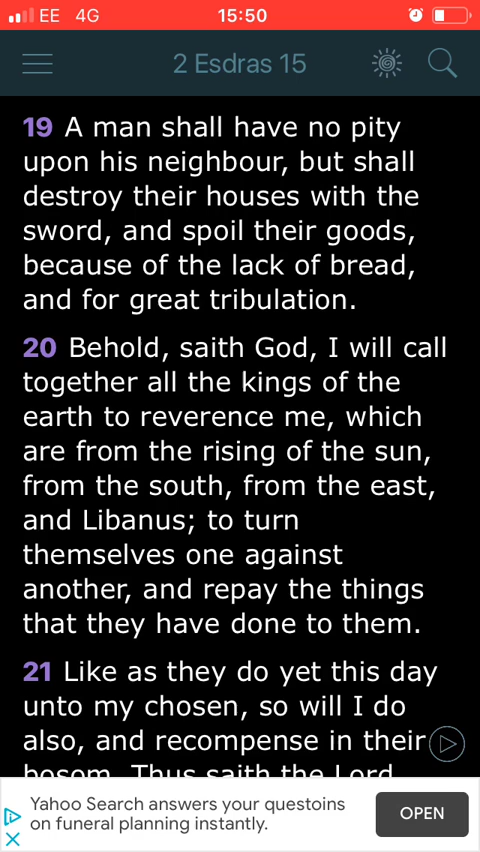 EE 4G 15:50
2 Esdras 15
19 A man shall have no pity
upon his neighbour, but shall
destroy their houses with the
sword, and spoil their goods,
because of the lack of bread,
and for great tribulation.
20 Behold, saith God, I will call
together all the kings of the
earth to reverence me, which
are from the rising of the sun,
from the south, from the east,
and Libanus; to turn
themselves one against
another, and repay the things
that they have done to them.
21 Like as they do yet this day
unto my chosen, so will I do
also, and recompense in their
bosom. Thus saith the Lord
Yahoo Search answers your questoins
on funeral planning instantly.
OPEN